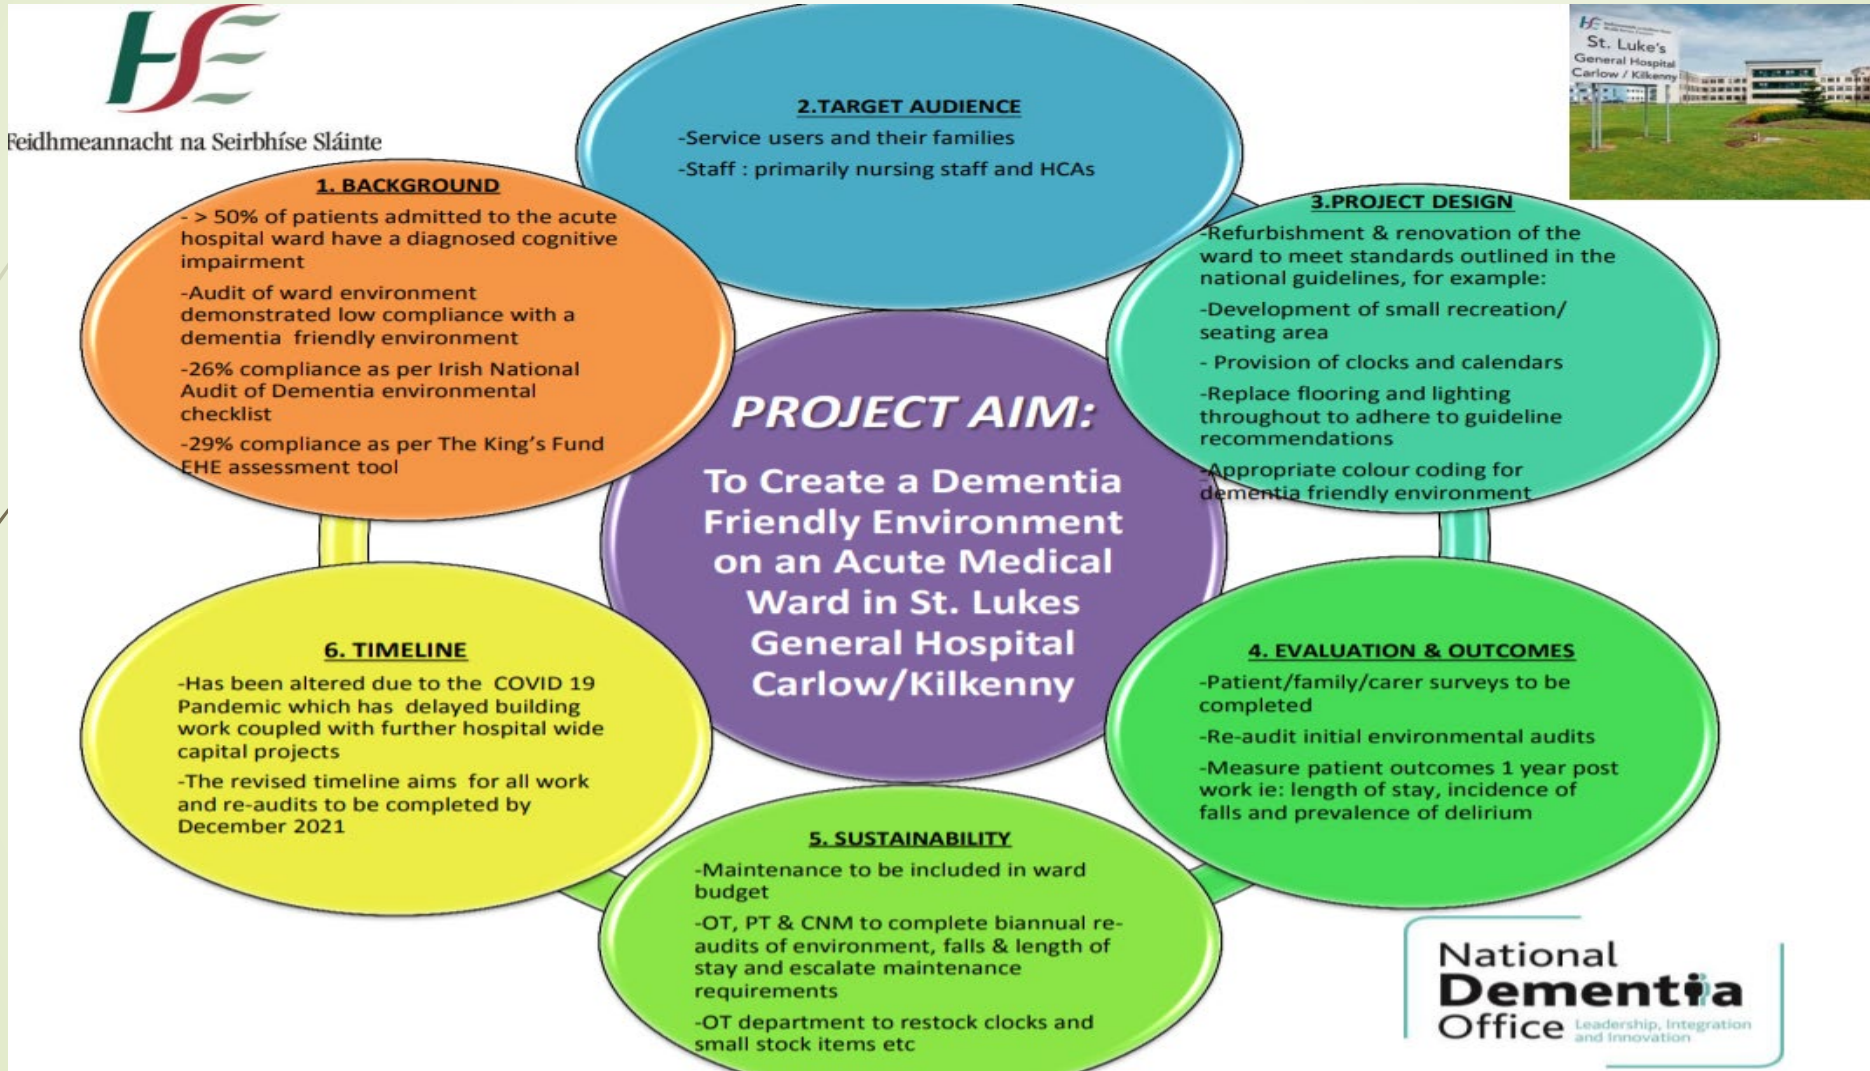 Feidhmeannacht na Seirbhíse Sláinte
St. Luke's
General Hospital
Carlow / Kilkenny
1. BACKGROUND
- > 50% of patients admitted to the acute
hospital ward have a diagnosed cognitive
impairment
-Audit of ward environment
demonstrated low compliance with a
dementia friendly environment
-26% compliance as per Irish National
Audit of Dementia environmental
checklist
-29% compliance as per The King's Fund
EHE assessment tool
2.TARGET AUDIENCE
-Service users and their families
-Staff : primarily nursing staff and HCAs
3.PROJECT DESIGN
-Refurbishment & renovation of the
ward to meet standards outlined in the
national guidelines, for example:
-Development of small recreation/
seating area
- Provision of clocks and calendars
-Replace flooring and lighting
throughout to adhere to guideline
recommendations
-Appropriate colour coding for
dementia friendly environment
PROJECT AIM:
To Create a Dementia
Friendly Environment
on an Acute Medical
Ward in St. Lukes
General Hospital
Carlow/Kilkenny
4. EVALUATION & OUTCOMES
-Patient/family/carer surveys to be
completed
-Re-audit initial environmental audits
-Measure patient outcomes 1 year post
work ie: length of stay, incidence of
falls and prevalence of delirium
5. SUSTAINABILITY
-Maintenance to be included in ward
budget
-OT, PT & CNM to complete biannual re-
audits of environment, falls & length of
stay and escalate maintenance
requirements
-OT department to restock clocks and
small stock items etc
6. TIMELINE
-Has been altered due to the COVID 19
Pandemic which has delayed building
work coupled with further hospital wide
capital projects
-The revised timeline aims for all work
and re-audits to be completed by
December 2021
National
Dementia
Office
Leadership, Integration
and Innovation